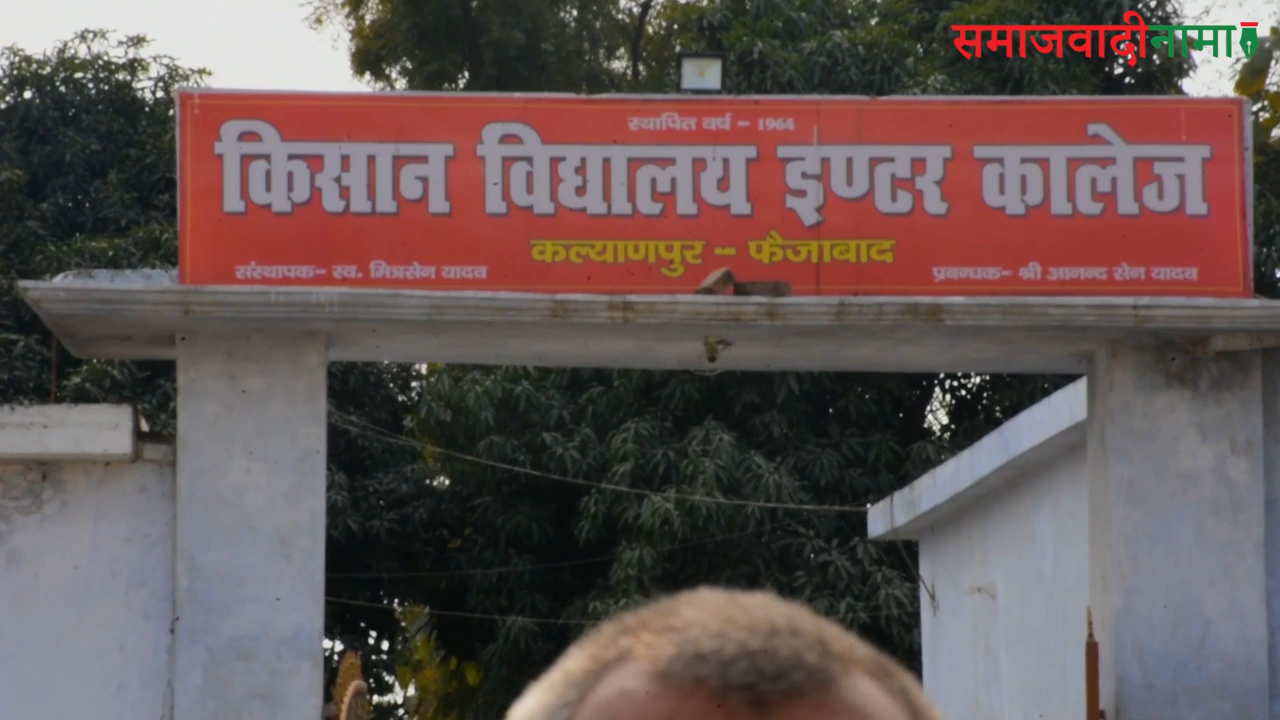 समाजवादीनामा
स्थापित वर्ष - 1964
किसान विद्यालय इण्टर कालेज
कल्याणपुर - फैजाबाद
संस्थापक- स्व. मित्रसेन यादव
प्रबन्धक- श्री आनन्द सेन यादव